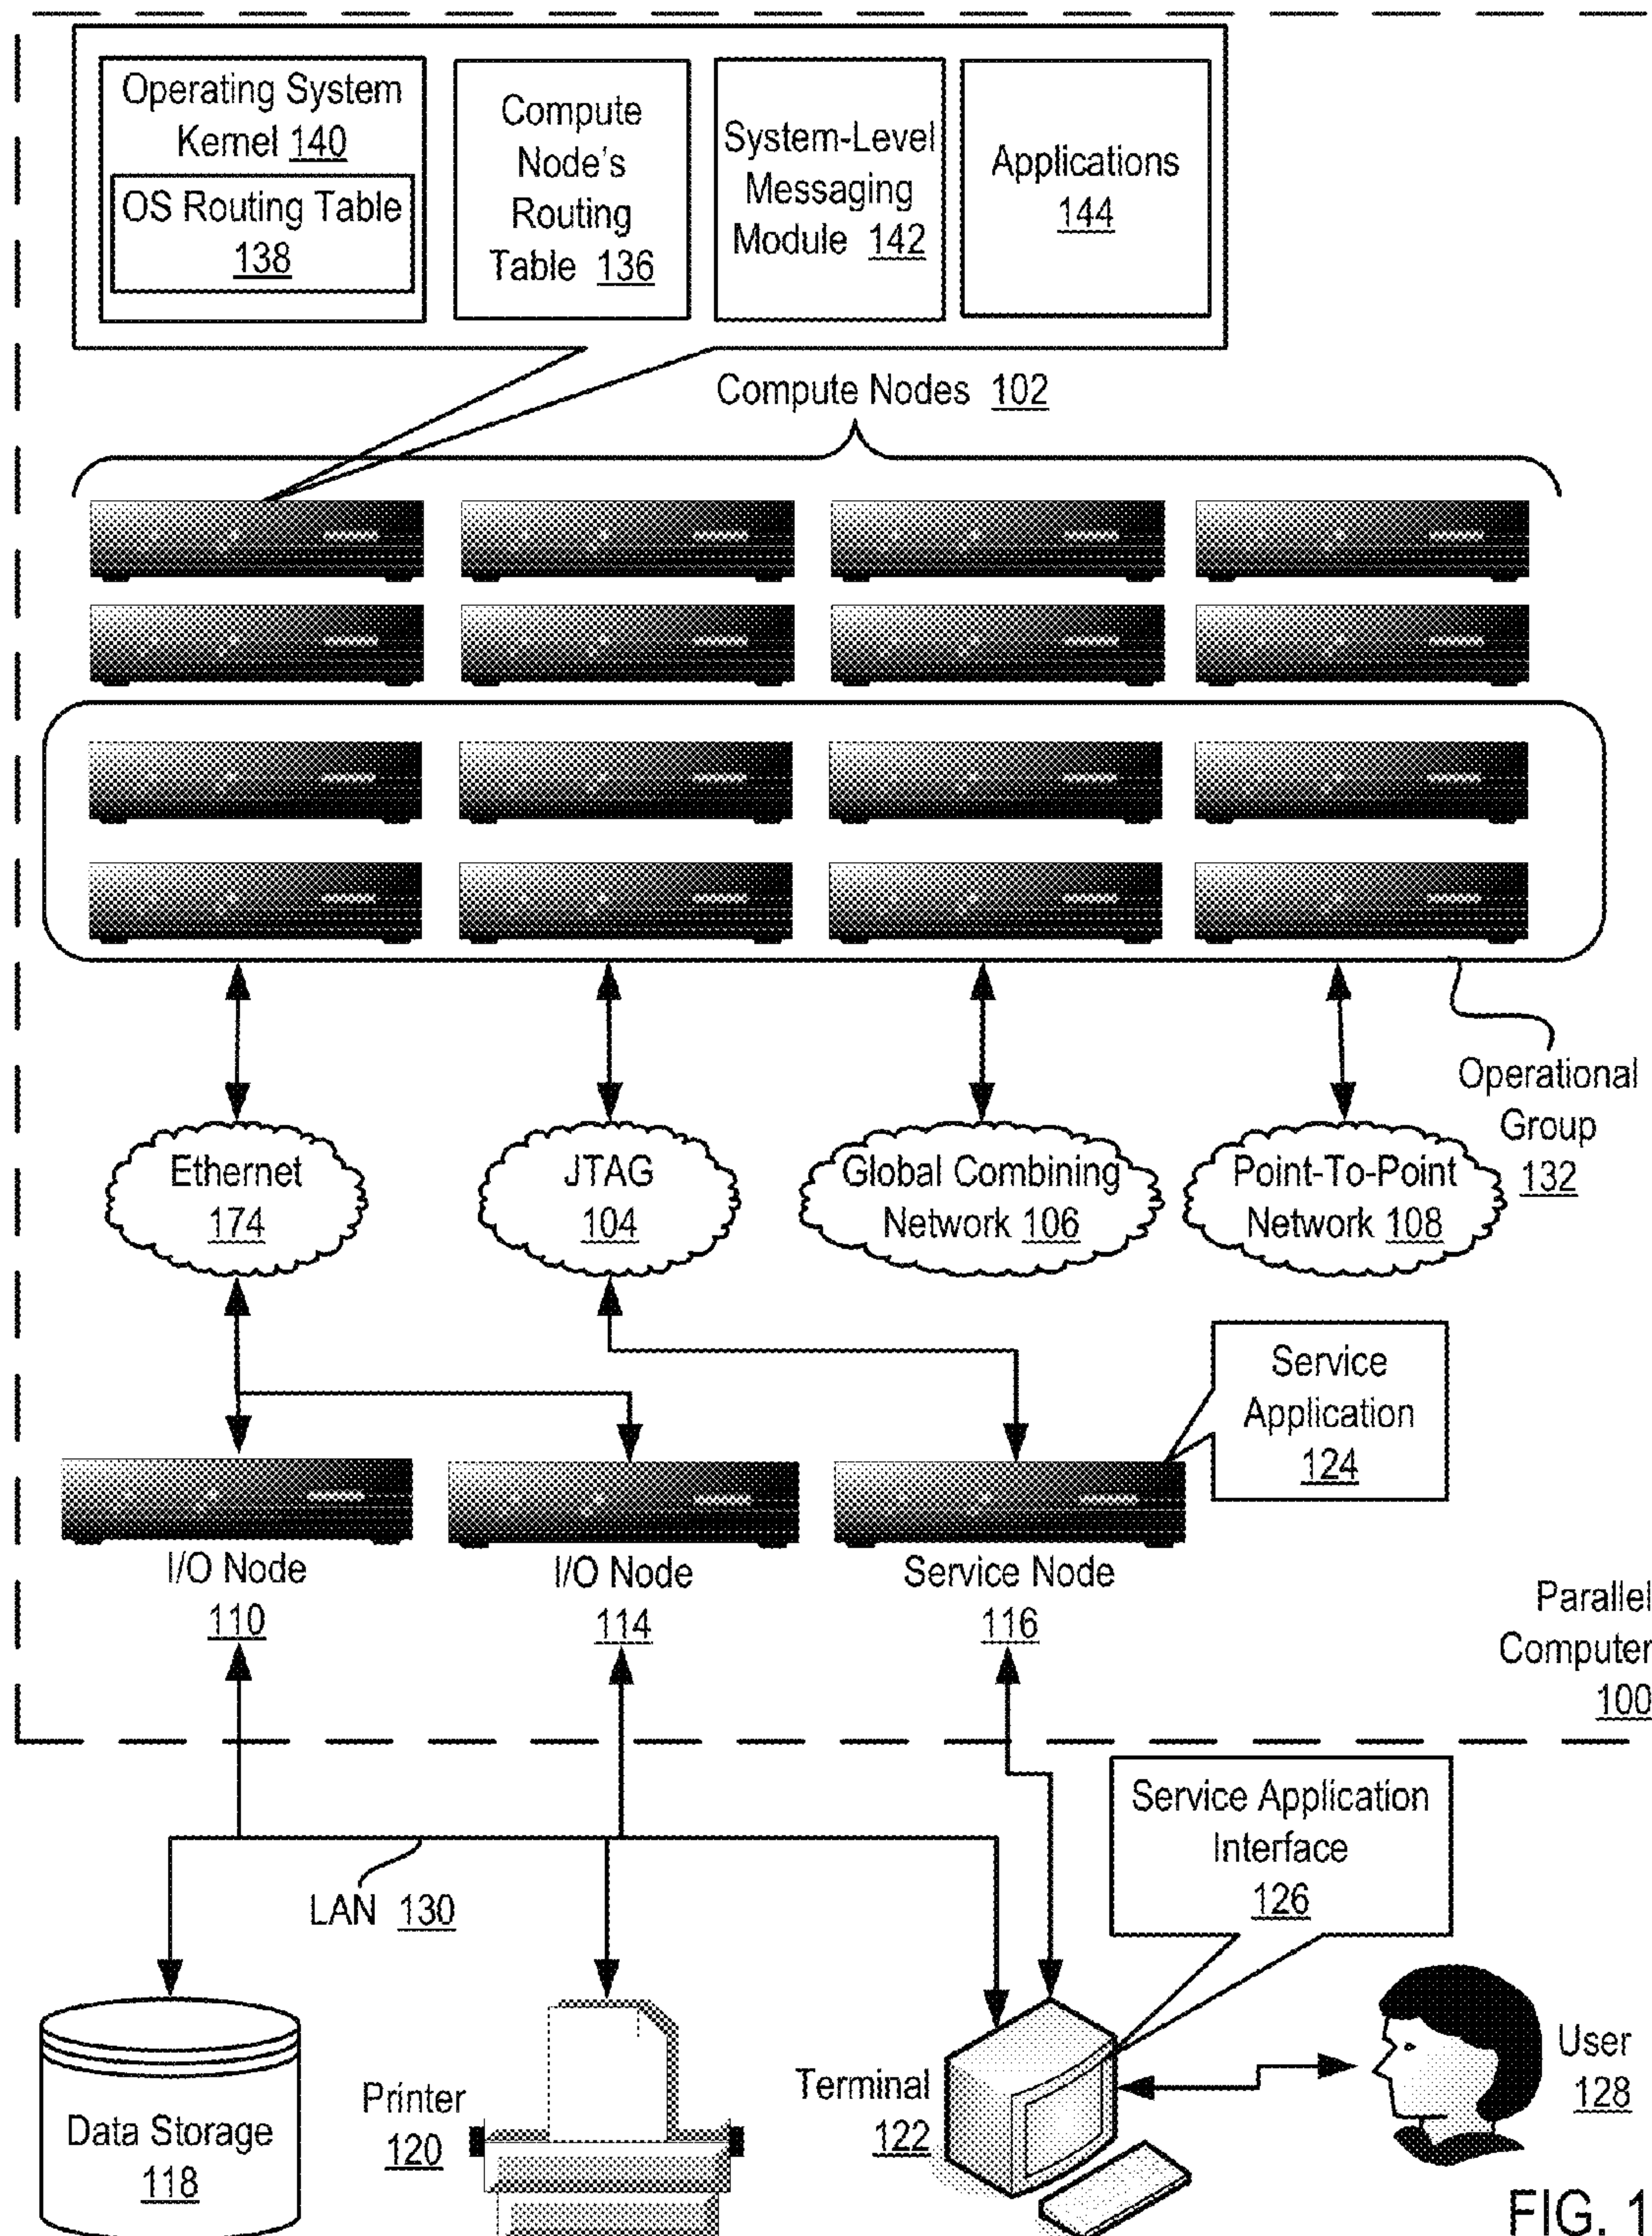 Operating System
Kernel 140
OS Routing Table
138
Compute
Node's
Routing
Table 136
System-Level
Messaging
Module 142
Applications
144
Compute Nodes 102
Operational
Group
132
Ethernet
174
JTAG
104
Global Combining
Network 106
Point-To-Point
Network 108
Service
Application
124
I/O Node
110
I/O Node
114
Service Node
116
Parallel
Computer
100
Service Application
Interface
126
LAN 130
Data Storage
118
Printer
120
Terminal
122
User
128
FIG. 1